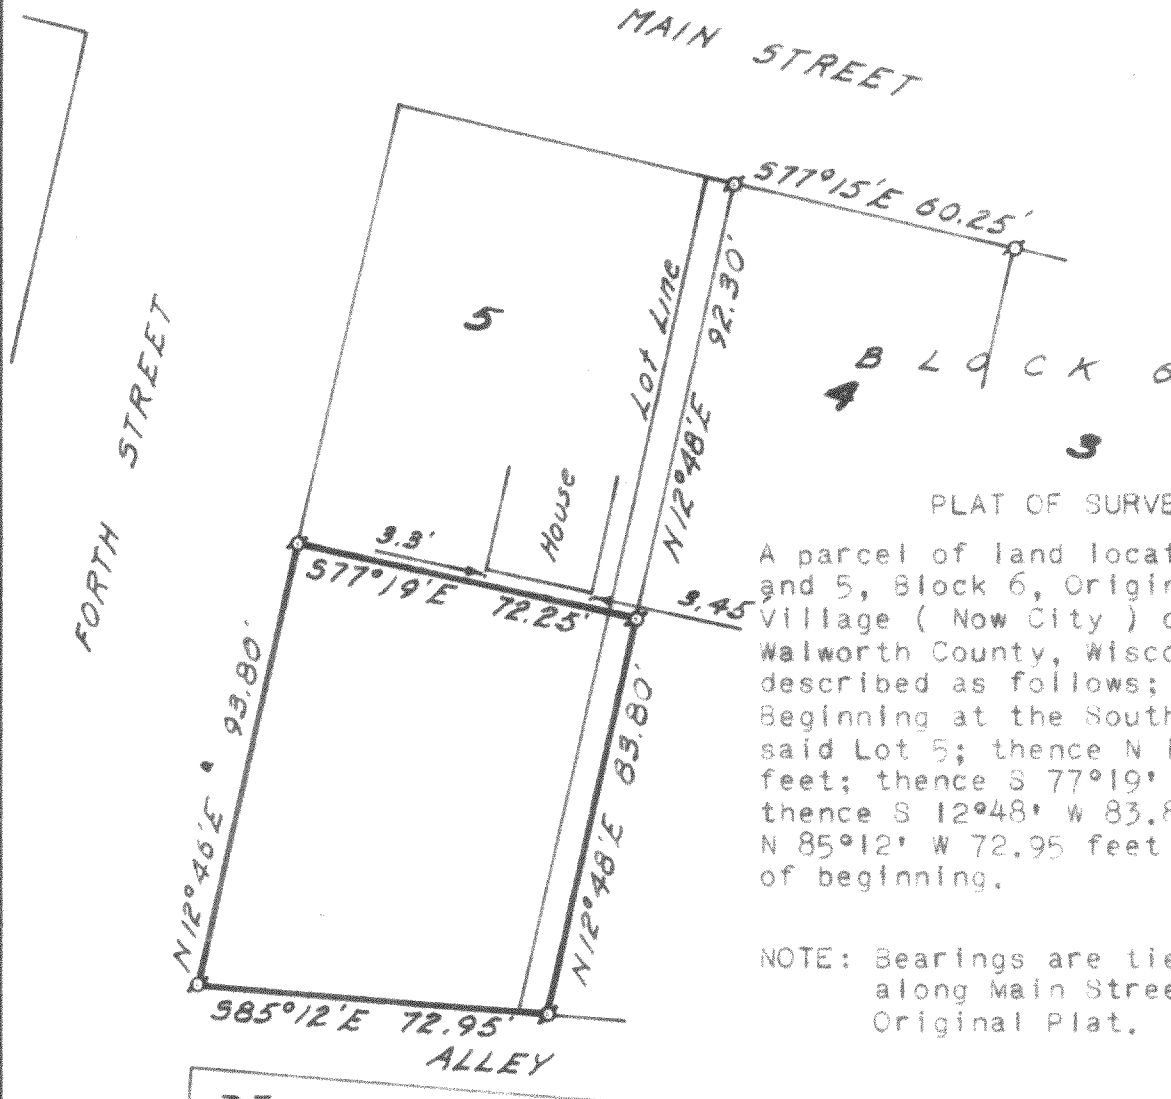 MAIN STREET
S77°15'E 60.25'
5
Lot Line
92.30'
N12°48'E
BLOCK 6
4
3
FORTH STREET
House
3.3'
S77°19'E 72.25'
3.45'
N12°46'E 93.80'
N12°48'E 83.80'
S85°12'E 72.95'
ALLEY
PLAT OF SURVE
A parcel of land locat
and 5, Block 6, Origin
Village ( Now City ) o
Walworth County, Wisco
described as follows;
Beginning at the South
said Lot 5; thence N
feet; thence S 77°19'
thence S 12°48' W 83.8
N 85°12' W 72.95 feet
of beginning.
NOTE: Bearings are tie
along Main Stree
Original Plat.